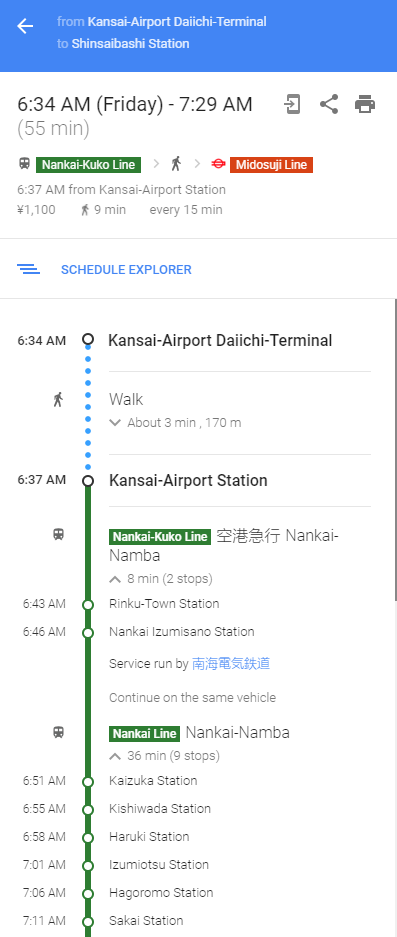 from Kansai-Airport Daiichi-Terminal
to Shinsaibashi Station
6:34 AM (Friday) - 7:29 AM
(55 min)
Nankai-Kuko Line > > Midosuji Line
6:37 AM from Kansai-Airport Station
¥1,100 9 min every 15 min
SCHEDULE EXPLORER
6:34 AM Kansai-Airport Daiichi-Terminal
Walk
About 3 min , 170 m
6:37 AM Kansai-Airport Station
Nankai-Kuko Line 空港急行 Nankai-
Namba
8 min (2 stops)
6:43 AM Rinku-Town Station
6:46 AM Nankai Izumisano Station
Service run by 南海電気鉄道
Continue on the same vehicle
Nankai Line Nankai-Namba
36 min (9 stops)
6:51 AM Kaizuka Station
6:55 AM Kishiwada Station
6:58 AM Haruki Station
7:01 AM Izumiotsu Station
7:06 AM Hagoromo Station
7:11 AM Sakai Station